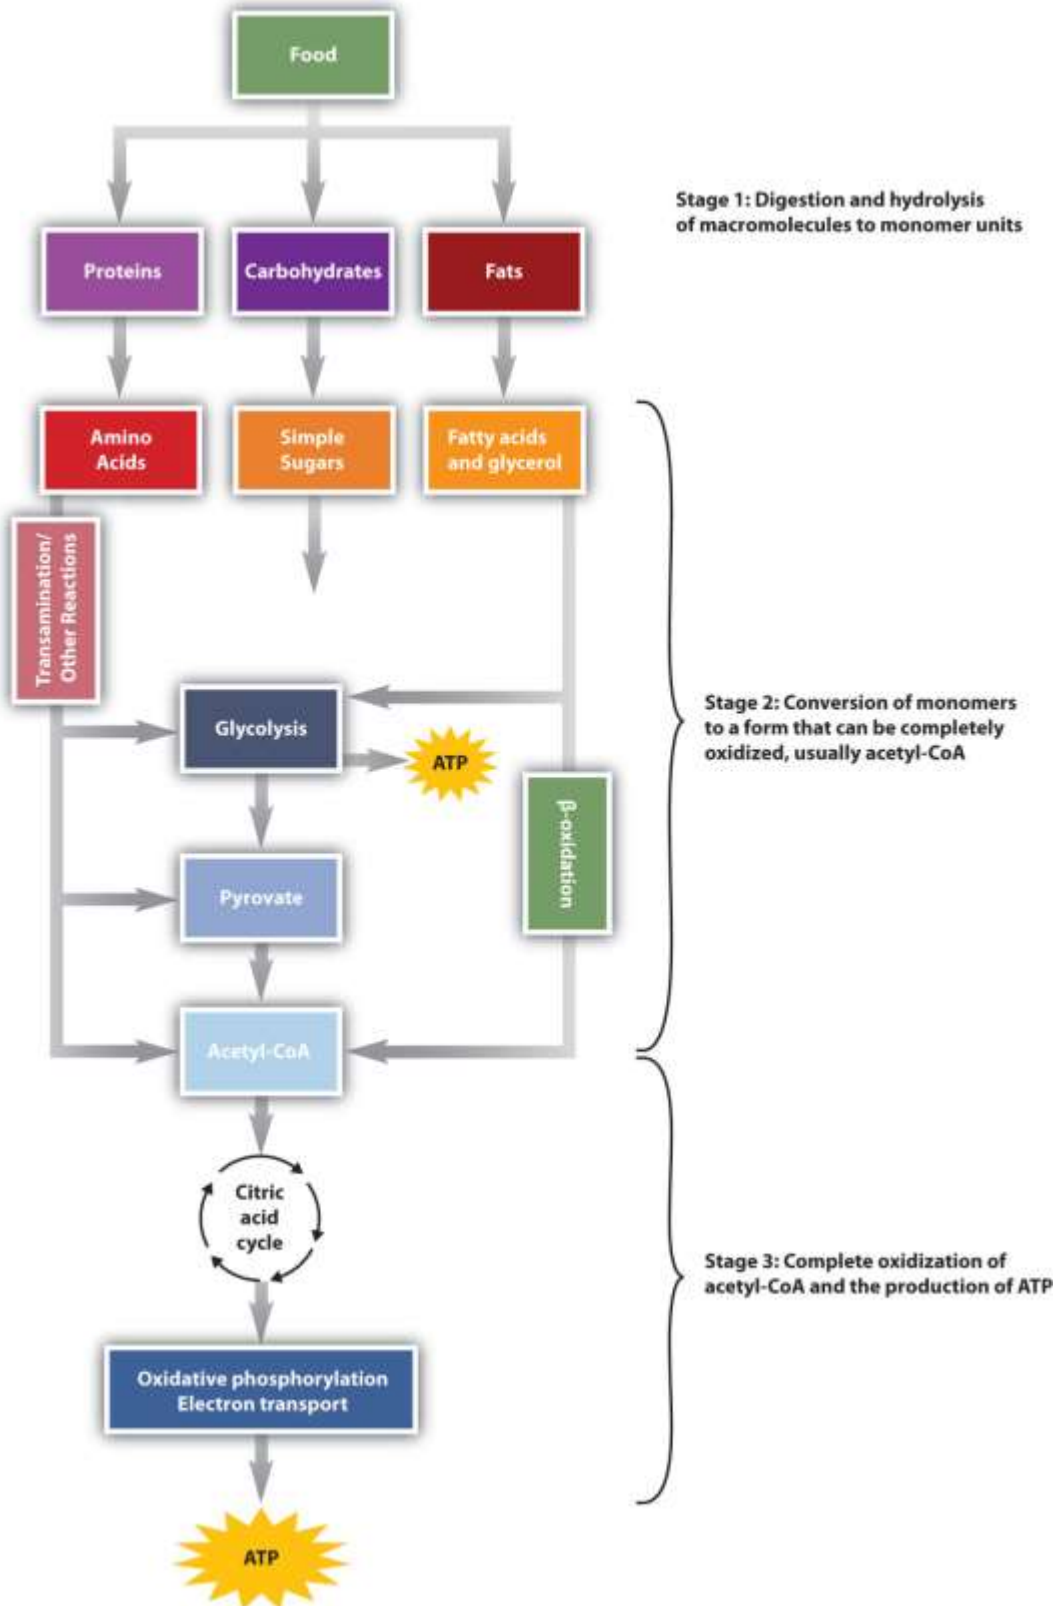 Food
Stage 1: Digestion and hydrolysis
of macromolecules to monomer units
Proteins
Carbohydrates
Fats
Amino
Acids
Simple
Sugars
Fatty acids
and glycerol
Transamination/
Other Reactions
Glycolysis
ATP
Stage 2: Conversion of monomers
to a form that can be completely
oxidized, usually acetyl-CoA
β-oxidation
Pyrovate
Acetyl-CoA
Citric
acid
cycle
Stage 3: Complete oxidization of
acetyl-CoA and the production of ATP
Oxidative phosphorylation
Electron transport
ATP